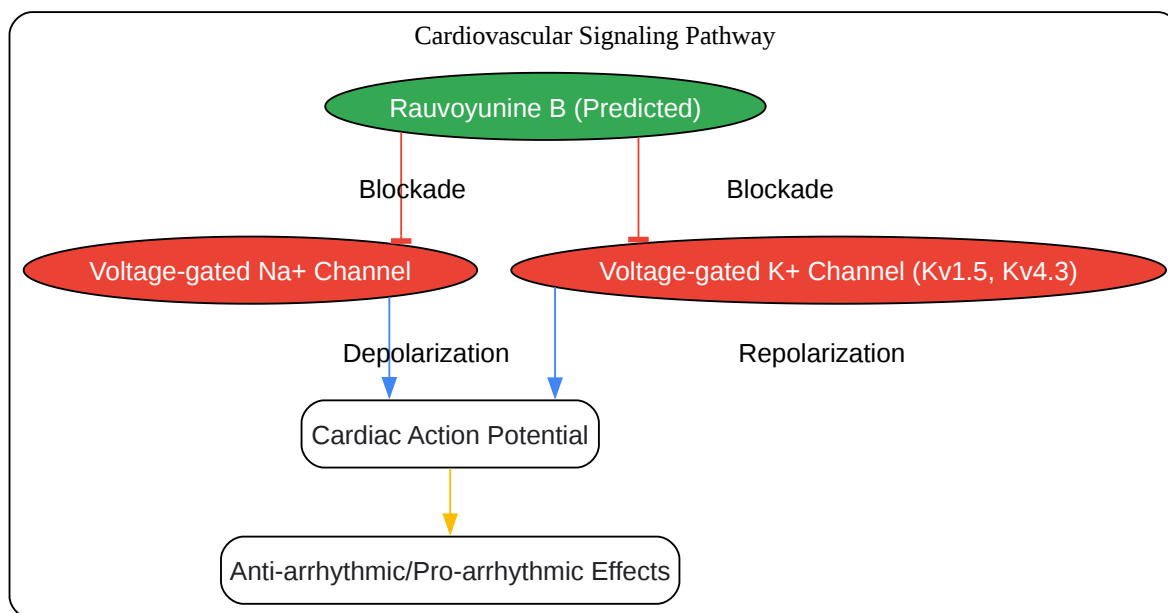 Cardiovascular Signaling Pathway
Rauvoyunine B (Predicted)
Blockade
Blockade
Voltage-gated Na+ Channel
Voltage-gated K+ Channel (Kv1.5, Kv4.3)
Depolarization
Repolarization
Cardiac Action Potential
Anti-arrhythmic/Pro-arrhythmic Effects